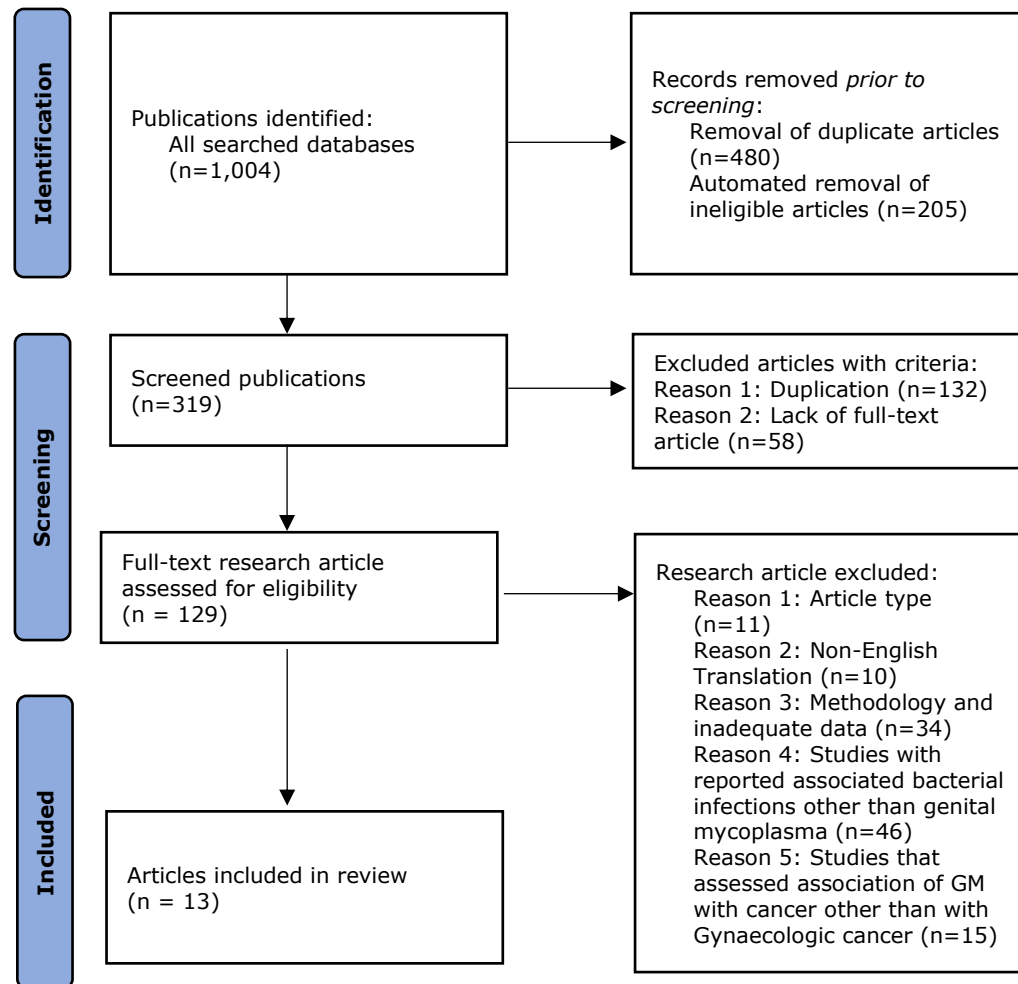 Identification
Publications identified:
All searched databases
(n=1,004)
Records removed prior to
screening:
Removal of duplicate articles
(n=480)
Automated removal of
ineligible articles (n=205)
Screening
Screened publications
(n=319)
Excluded articles with criteria:
Reason 1: Duplication (n=132)
Reason 2: Lack of full-text
article (n=58)
Full-text research article
assessed for eligibility
(n = 129)
Research article excluded:
Reason 1: Article type
(n=11)
Reason 2: Non-English
Translation (n=10)
Reason 3: Methodology and
inadequate data (n=34)
Reason 4: Studies with
reported associated bacterial
infections other than genital
mycoplasma (n=46)
Reason 5: Studies that
assessed association of GM
with cancer other than with
Gynaecologic cancer (n=15)
Included
Articles included in review
(n = 13)